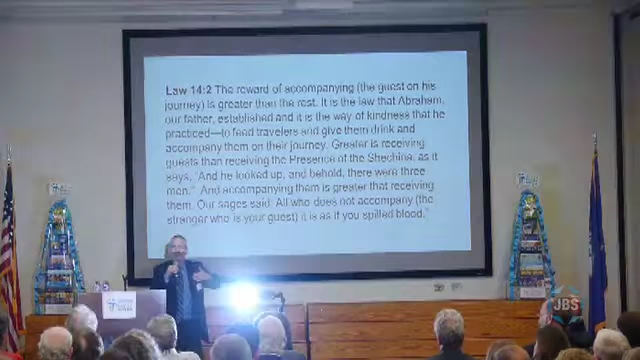 Law 14:2 The reward of accompanying (the guest on his
journey) is greater than the rest. It is the law that Abraham,
our father, established and it is the way of kindness that he
practiced—to feed travelers and give them drink and
accompany them on their journey. Greater is receiving
guests than receiving the Presence of the Shechina, as it
says, "And he looked up, and behold, there were three
men." And accompanying them is greater that receiving
them. Our sages said: All who does not accompany (the
stranger who is your guest) it is as if you spilled blood."
JBS